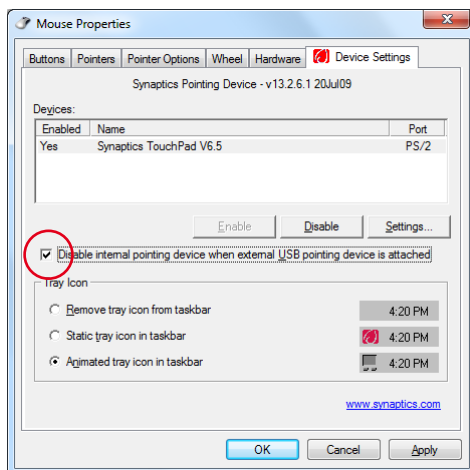 Mouse Properties
Buttons Pointers Pointer Options Wheel Hardware Device Settings
Synaptics Pointing Device - v13.2.6.1 20Jul09
Devices:
Enabled Name Port
Yes Synaptics TouchPad V6.5 PS/2
Enable Disable Settings...
Disable internal pointing device when external USB pointing device is attached
Tray Icon
Remove tray icon from taskbar 4:20 PM
Static tray icon in taskbar 4:20 PM
Animated tray icon in taskbar 4:20 PM
www.synaptics.com
OK Cancel Apply